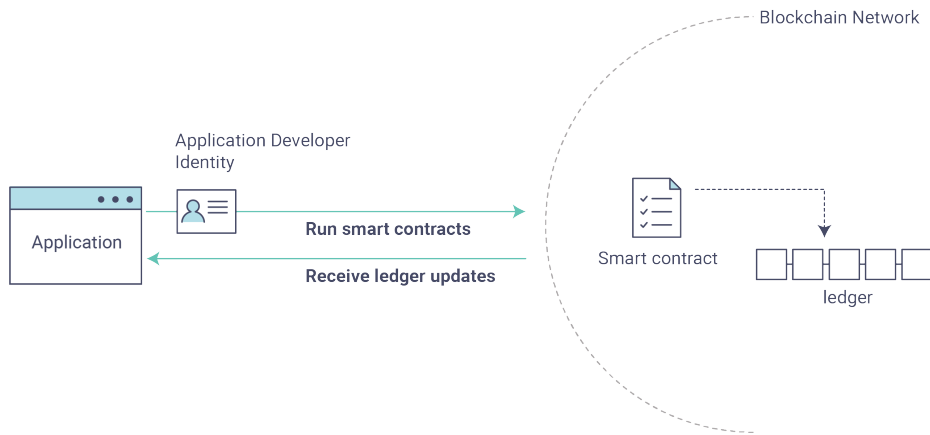 Blockchain Network
Application Developer
Identity
Application
Run smart contracts
Receive ledger updates
Smart contract
ledger